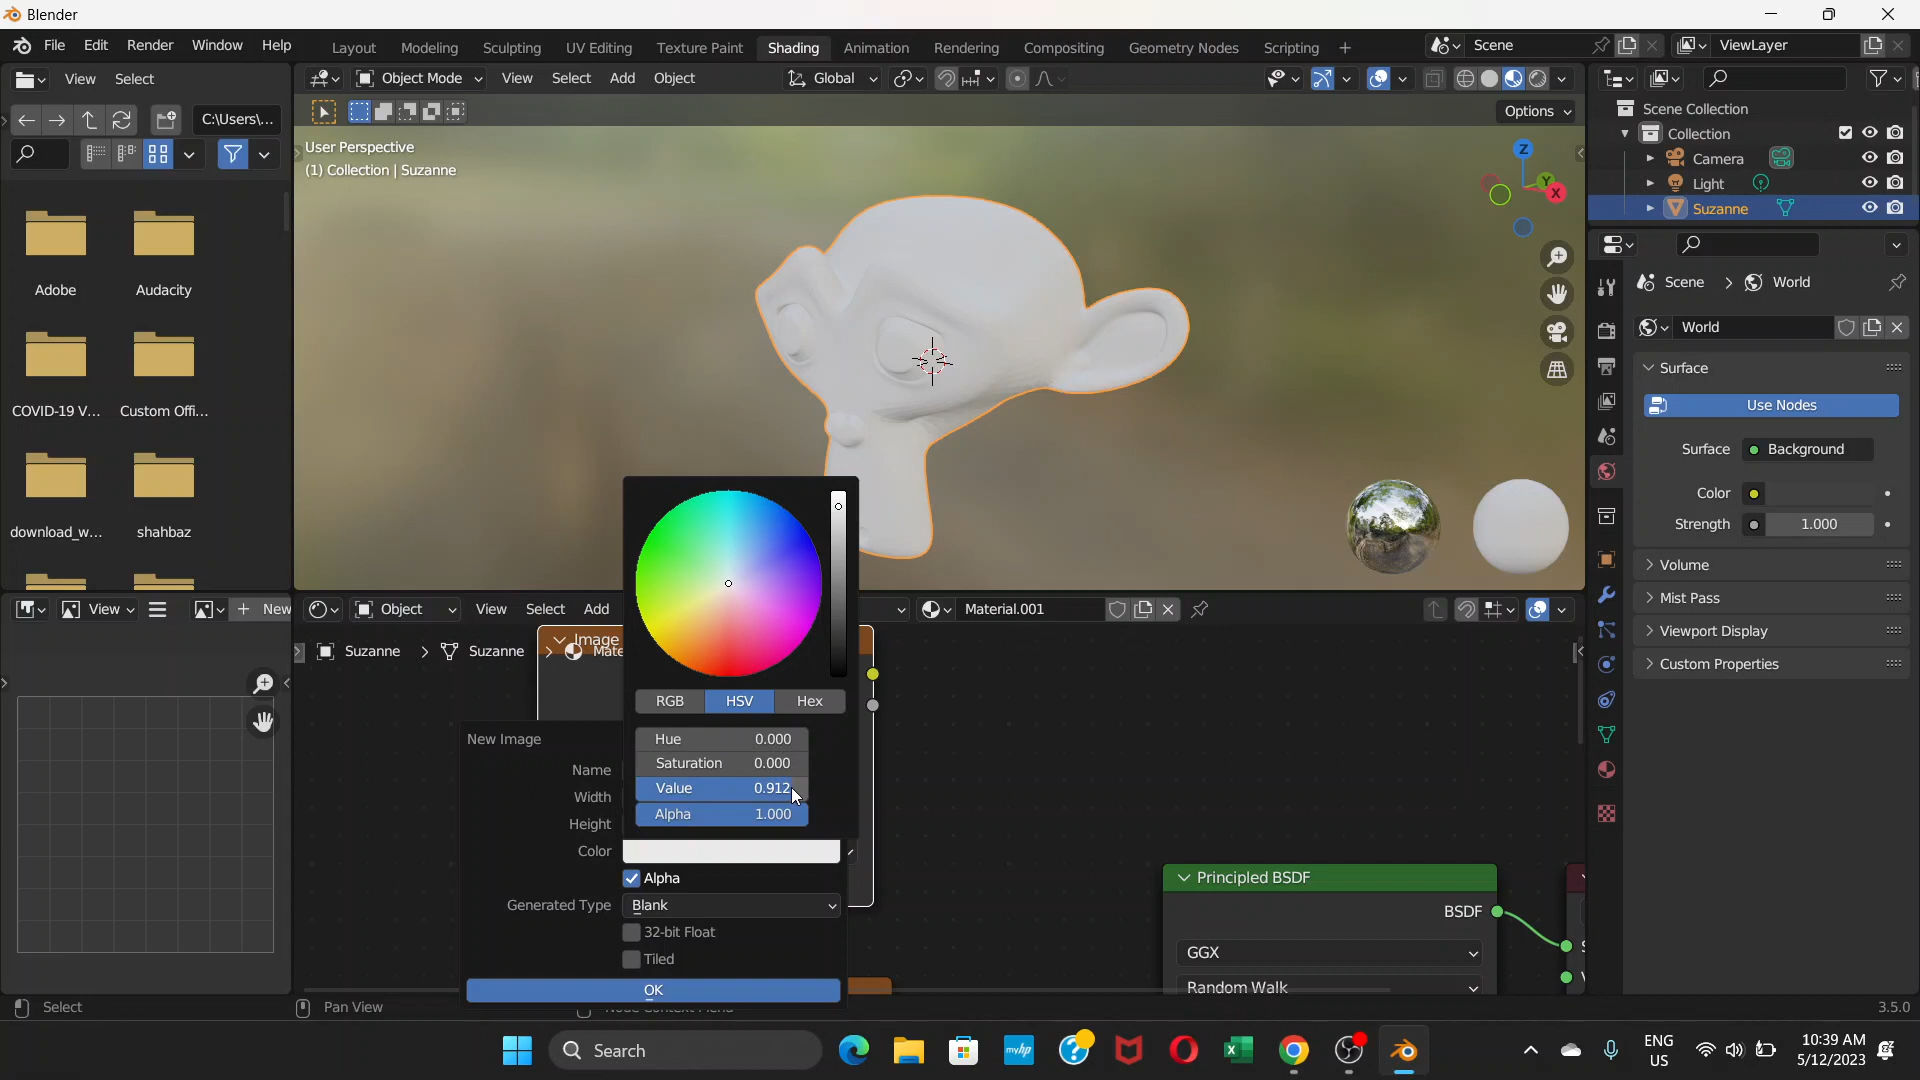 Blender
File Edit Render Window Help
Layout Modeling Sculpting UV Editing Texture Paint Shading Animation Rendering Compositing Geometry Nodes Scripting +
Scene
ViewLayer
View Select
Object Mode View Select Add Object
Global
C:\Users\...
Options
User Perspective
(1) Collection | Suzanne
Z
Y
X
Scene Collection
Collection
Camera
Light
Suzanne
Adobe
Audacity
COVID-19 V...
Custom Offi...
download_w...
shahbaz
Scene > World
World
Surface
Use Nodes
Surface Background
Color
Strength 1.000
Volume
Mist Pass
Viewport Display
Custom Properties
View
+ New
Object View Select Add
Material.001
Suzanne > Suzanne >
Image
RGB HSV Hex
Hue 0.000
Saturation 0.000
Value 0.912
Alpha 1.000
New Image
Name
Width
Height
Color
Alpha
Generated Type Blank
32-bit Float
Tiled
OK
Principled BSDF
BSDF
GGX
Random Walk
Select
Pan View
Node Context Menu
3.5.0
Search
myhp
ENG
US
10:39 AM
5/12/2023